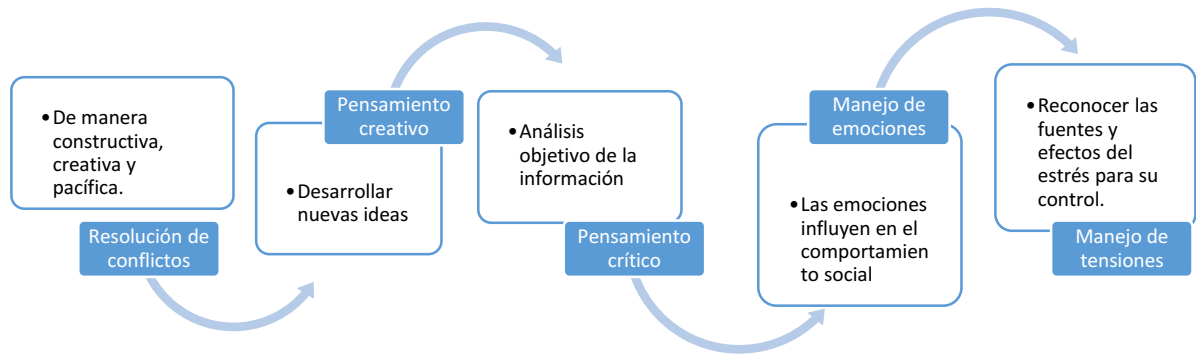 •De manera
constructiva,
creativa y
pacífica.
Resolución de
conflictos
Pensamiento
creativo
•Desarrollar
nuevas ideas
•Análisis
objetivo de la
información
Pensamiento
crítico
Manejo de
emociones
•Las emociones
influyen en el
comportamien
to social
•Reconocer las
fuentes y
efectos del
estrés para su
control.
Manejo de
tensiones